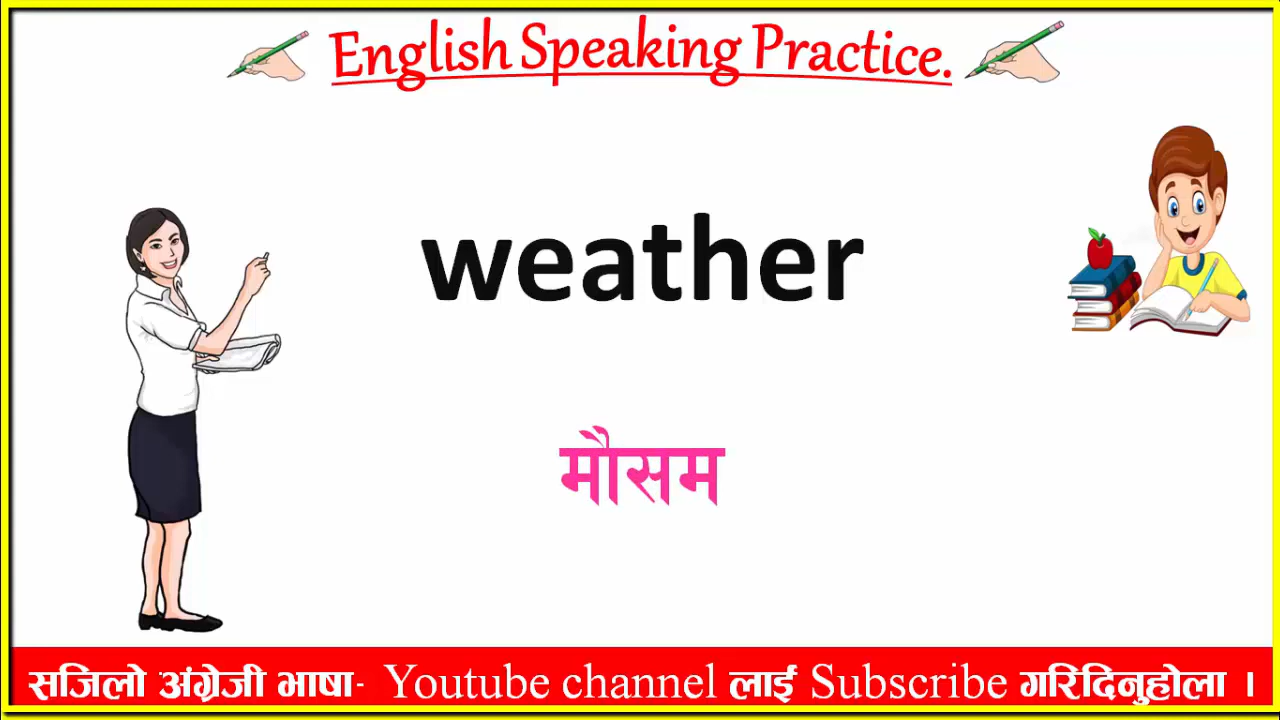 English Speaking Practice.
weather
मौसम
सजिलो अंग्रेजी भाषा- Youtube channel लाई Subscribe गरिदिनुहोला ।